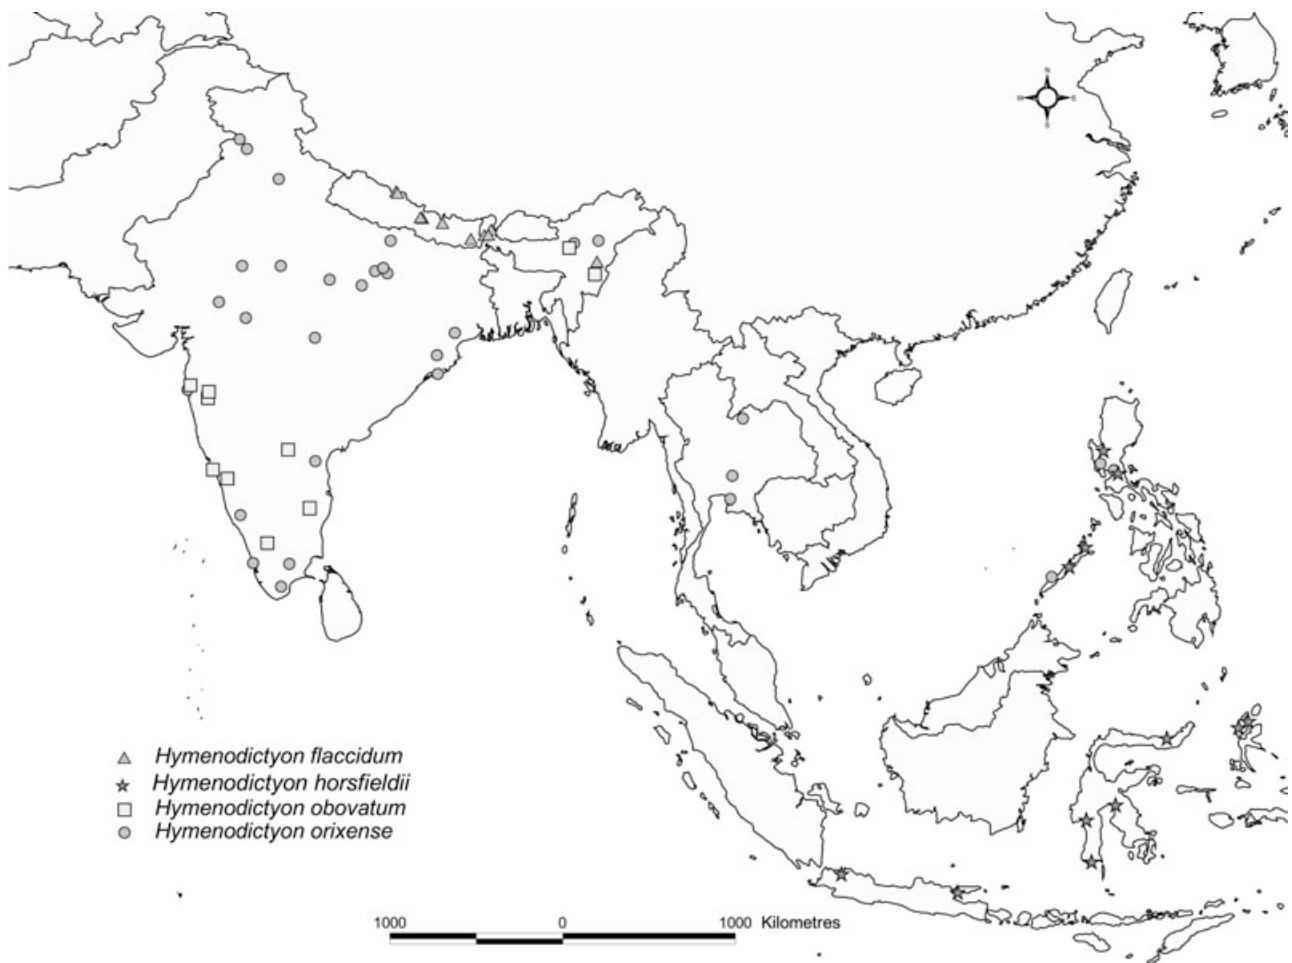 N
W E
S
Hymenodictyon flaccidum
Hymenodictyon horsfieldii
Hymenodictyon obovatum
Hymenodictyon orixense
1000 0 1000 Kilometres